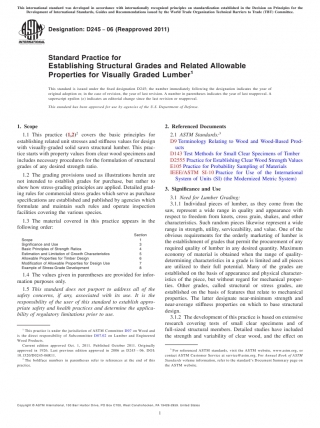 This international standard was developed in accordance with internationally recognized principles on standardization established in the Decision on Principles for the
Development of International Standards, Guides and Recommendations issued by the World Trade Organization Technical Barriers to Trade (TBT) Committee.
Designation: D245 − 06 (Reapproved 2011)
Standard Practice for
Establishing Structural Grades and Related Allowable
Properties for Visually Graded Lumber1
This standard is issued under the fixed designation D245; the number immediately following the designation indicates the year of
original adoption or, in the case of revision, the year of last revision. A number in parentheses indicates the year of last reapproval. A
superscript epsilon (´) indicates an editorial change since the last revision or reapproval.
This standard has been approved for use by agencies of the U.S. Department of Defense.
1. Scope
1.1 This practice (1,2)2 covers the basic principles for
establishing related unit stresses and stiffness values for design
with visually-graded solid sawn structural lumber. This prac-
tice starts with property values from clear wood specimens and
includes necessary procedures for the formulation of structural
grades of any desired strength ratio.
1.2 The grading provisions used as illustrations herein are
not intended to establish grades for purchase, but rather to
show how stress-grading principles are applied. Detailed grad-
ing rules for commercial stress grades which serve as purchase
specifications are established and published by agencies which
formulate and maintain such rules and operate inspection
facilities covering the various species.
1.3 The material covered in this practice appears in the
following order:
Section
Scope 1
Significance and Use 3
Basic Principles of Strength Ratios 4
Estimation and Limitation of Growth Characteristics 5
Allowable Properties for Timber Design 6
Modification of Allowable Properties for Design Use 7
Example of Stress-Grade Development 8
1.4 The values given in parentheses are provided for infor-
mation purposes only.
1.5 This standard does not purport to address all of the
safety concerns, if any, associated with its use. It is the
responsibility of the user of this standard to establish appro-
priate safety and health practices and determine the applica-
bility of regulatory limitations prior to use.
1 This practice is under the jurisdiction of ASTM Committee D07 on Wood and
is the direct responsibility of Subcommittee D07.02 on Lumber and Engineered
Wood Products.
Current edition approved Oct. 1, 2011. Published October 2011. Originally
approved in 1926. Last previous edition approved in 2006 as D245 – 06. DOI:
10.1520/D0245-06R11.
2 The boldface numbers in parentheses refer to references at the end of this
practice.
2. Referenced Documents
2.1 ASTM Standards:3
D9 Terminology Relating to Wood and Wood-Based Prod-
ucts
D143 Test Methods for Small Clear Specimens of Timber
D2555 Practice for Establishing Clear Wood Strength Values
E105 Practice for Probability Sampling of Materials
IEEE/ASTM SI-10 Practice for Use of the International
System of Units (SI) (the Modernized Metric System)
3. Significance and Use
3.1 Need for Lumber Grading:
3.1.1 Individual pieces of lumber, as they come from the
saw, represent a wide range in quality and appearance with
respect to freedom from knots, cross grain, shakes, and other
characteristics. Such random pieces likewise represent a wide
range in strength, utility, serviceability, and value. One of the
obvious requirements for the orderly marketing of lumber is
the establishment of grades that permit the procurement of any
required quality of lumber in any desired quantity. Maximum
economy of material is obtained when the range of quality-
determining characteristics in a grade is limited and all pieces
are utilized to their full potential. Many of the grades are
established on the basis of appearance and physical character-
istics of the piece, but without regard for mechanical proper-
ties. Other grades, called structural or stress grades, are
established on the basis of features that relate to mechanical
properties. The latter designate near-minimum strength and
near-average stiffness properties on which to base structural
design.
3.1.2 The development of this practice is based on extensive
research covering tests of small clear specimens and of
full-sized structural members. Detailed studies have included
the strength and variability of clear wood, and the effect on
3 For referenced ASTM standards, visit the ASTM website, www.astm.org, or
contact ASTM Customer Service at service@astm.org. For Annual Book of ASTM
Standards volume information, refer to the standard's Document Summary page on
the ASTM website.
Copyright © ASTM International, 100 Barr Harbor Drive, PO Box C700, West Conshohocken, PA 19428-2959. United States
1